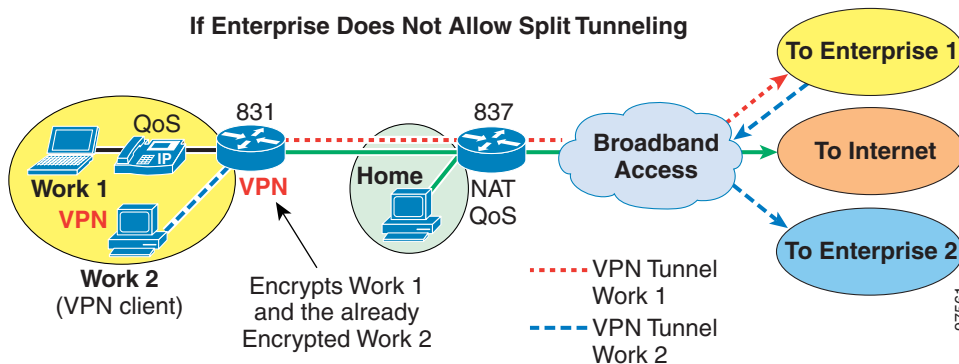 If Enterprise Does Not Allow Split Tunneling
To Enterprise 1
831
837
QoS
IP
Broadband
Access
To Internet
Work 1
VPN
VPN
Home
NAT
QoS
Work 2
(VPN client)
To Enterprise 2
Encrypts Work 1
and the already
Encrypted Work 2
VPN Tunnel
Work 1
VPN Tunnel
Work 2